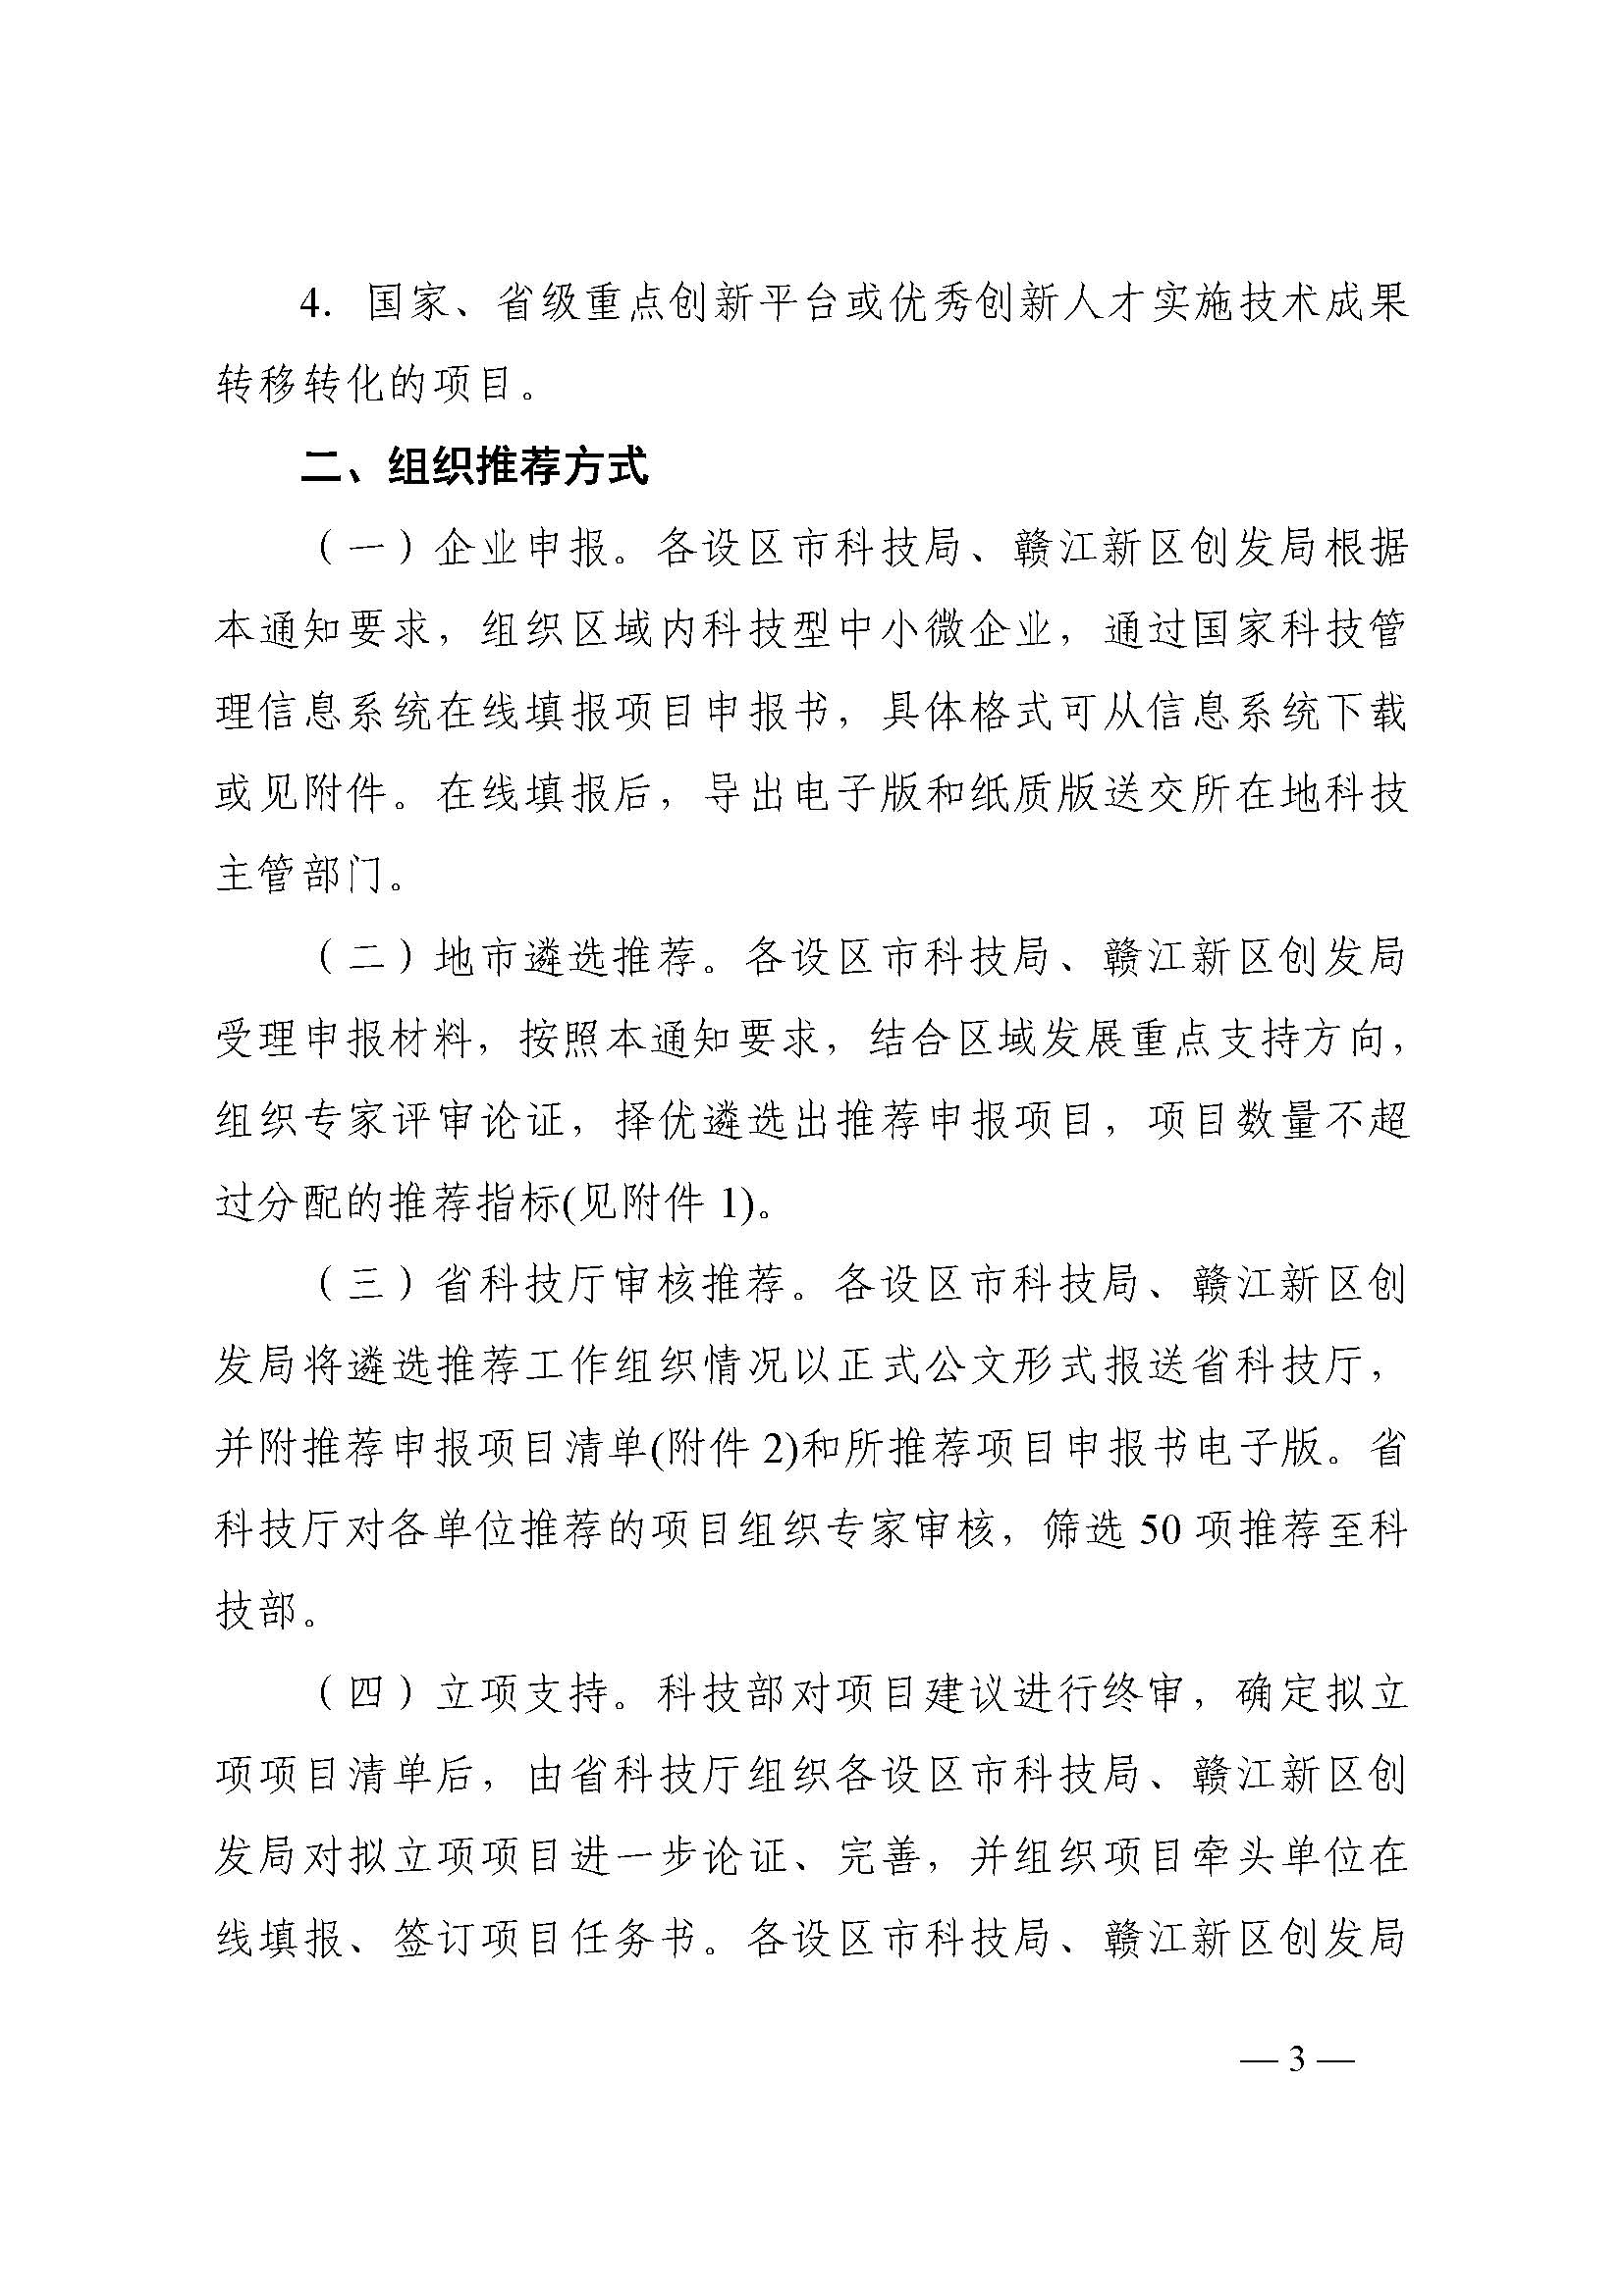 4. 国家、省级重点创新平台或优秀创新人才实施技术成果
转移转化的项目。
二、组织推荐方式
（一）企业申报。各设区市科技局、赣江新区创发局根据
本通知要求，组织区域内科技型中小微企业，通过国家科技管
理信息系统在线填报项目申报书，具体格式可从信息系统下载
或见附件。在线填报后，导出电子版和纸质版送交所在地科技
主管部门。
（二）地市遴选推荐。各设区市科技局、赣江新区创发局
受理申报材料，按照本通知要求，结合区域发展重点支持方向，
组织专家评审论证，择优遴选出推荐申报项目，项目数量不超
过分配的推荐指标(见附件 1)。
（三）省科技厅审核推荐。各设区市科技局、赣江新区创
发局将遴选推荐工作组织情况以正式公文形式报送省科技厅，
并附推荐申报项目清单(附件 2)和所推荐项目申报书电子版。省
科技厅对各单位推荐的项目组织专家审核，筛选 50 项推荐至科
技部。
（四）立项支持。科技部对项目建议进行终审，确定拟立
项项目清单后，由省科技厅组织各设区市科技局、赣江新区创
发局对拟立项项目进一步论证、完善，并组织项目牵头单位在
线填报、签订项目任务书。各设区市科技局、赣江新区创发局
— 3 —